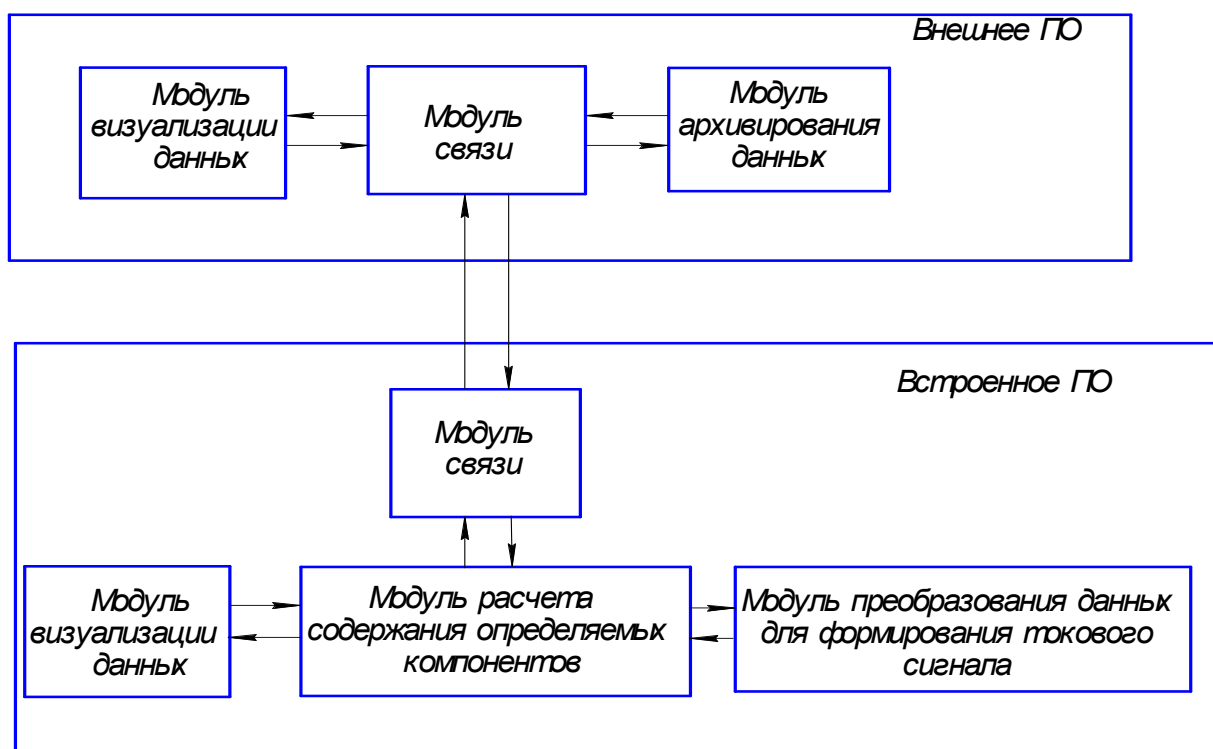 Внешнее ПО
Модуль
визуализации
данных
Модуль
связи
Модуль
архивирования
данных
Встроенное ПО
Модуль
связи
Модуль
визуализации
данных
Модуль расчета
содержания определяемых
компонентов
Модуль преобразования данных
для формирования токового
сигнала